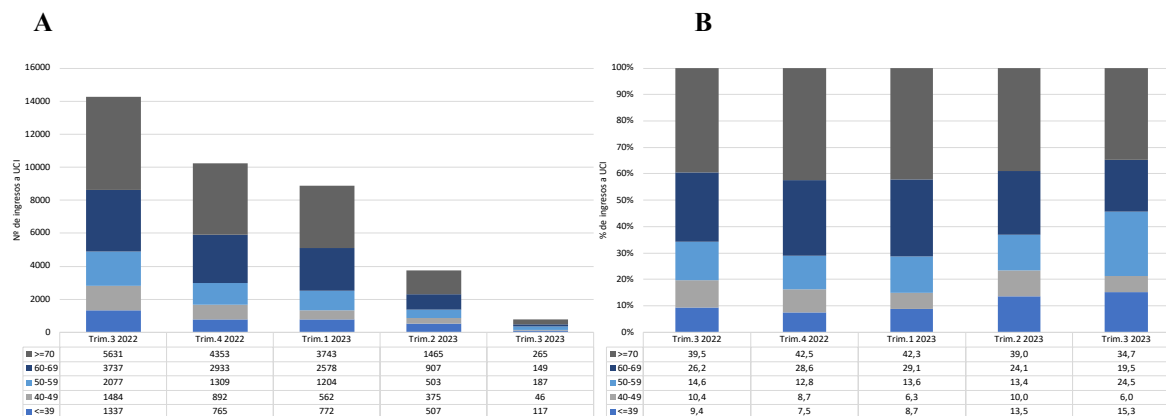 A
Nº de ingresos a UCI
16000
14000
12000
10000
8000
6000
4000
2000
0
Trim.3 2022 Trim.4 2022 Trim.1 2023 Trim.2 2023 Trim.3 2023
>=70 5631 4353 3743 1465 265
60-69 3737 2933 2578 907 149
50-59 2077 1309 1204 503 187
40-49 1484 892 562 375 46
<=39 1337 765 772 507 117
B
% de ingresos a UCI
100%
90%
80%
70%
60%
50%
40%
30%
20%
10%
0%
Trim.3 2022 Trim.4 2022 Trim.1 2023 Trim.2 2023 Trim.3 2023
>=70 39,5 42,5 42,3 39,0 34,7
60-69 26,2 28,6 29,1 24,1 19,5
50-59 14,6 12,8 13,6 13,4 24,5
40-49 10,4 8,7 6,3 10,0 6,0
<=39 9,4 7,5 8,7 13,5 15,3